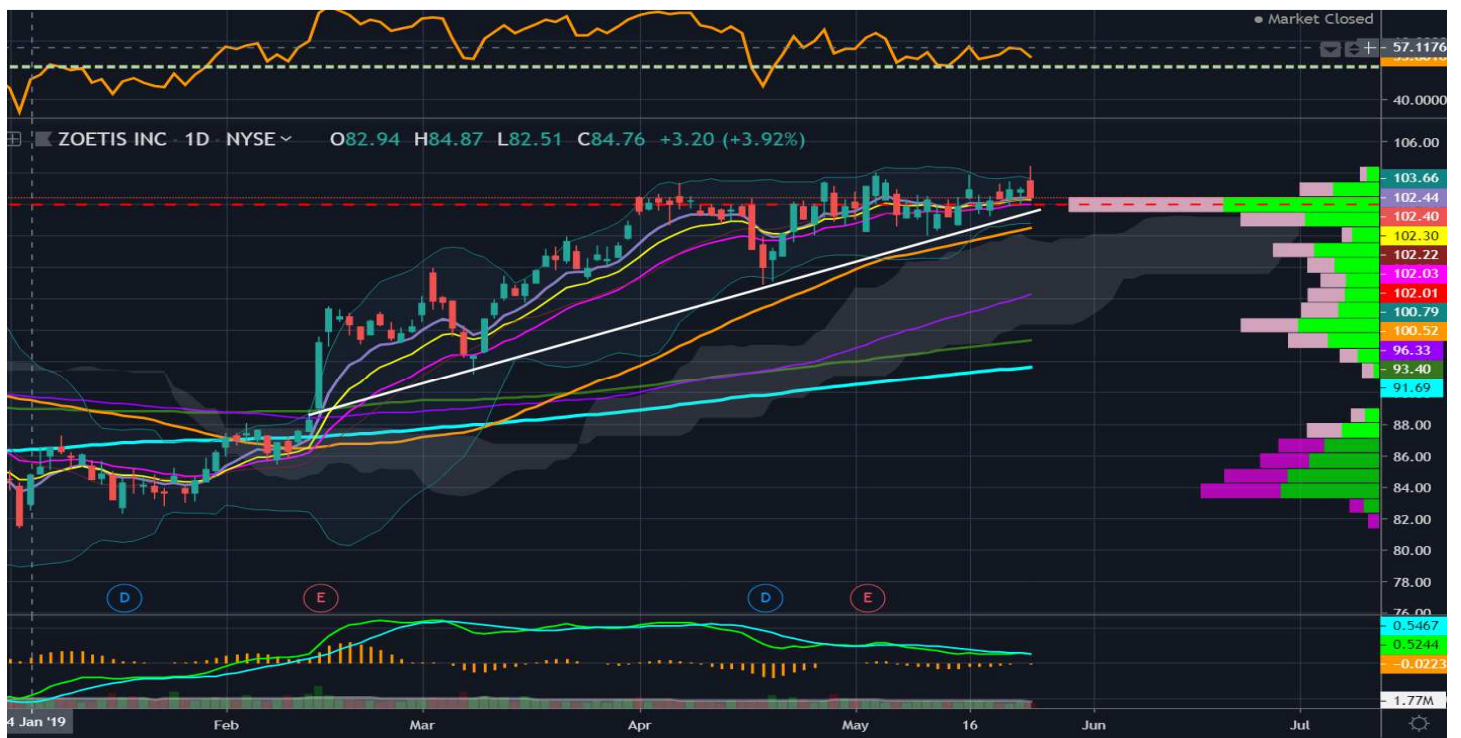 ● Market Closed
57.1176
40.0000
ZOETIS INC · 1D · NYSE
O82.94 H84.87 L82.51 C84.76 +3.20 (+3.92%)
106.00
103.66
102.44
102.40
102.30
102.22
102.03
102.01
100.79
100.52
96.33
93.40
91.69
88.00
86.00
84.00
82.00
80.00
78.00
76.00
D
E
D
E
0.5467
0.5244
-0.0223
1.77M
4 Jan '19
Feb
Mar
Apr
May
16
Jun
Jul